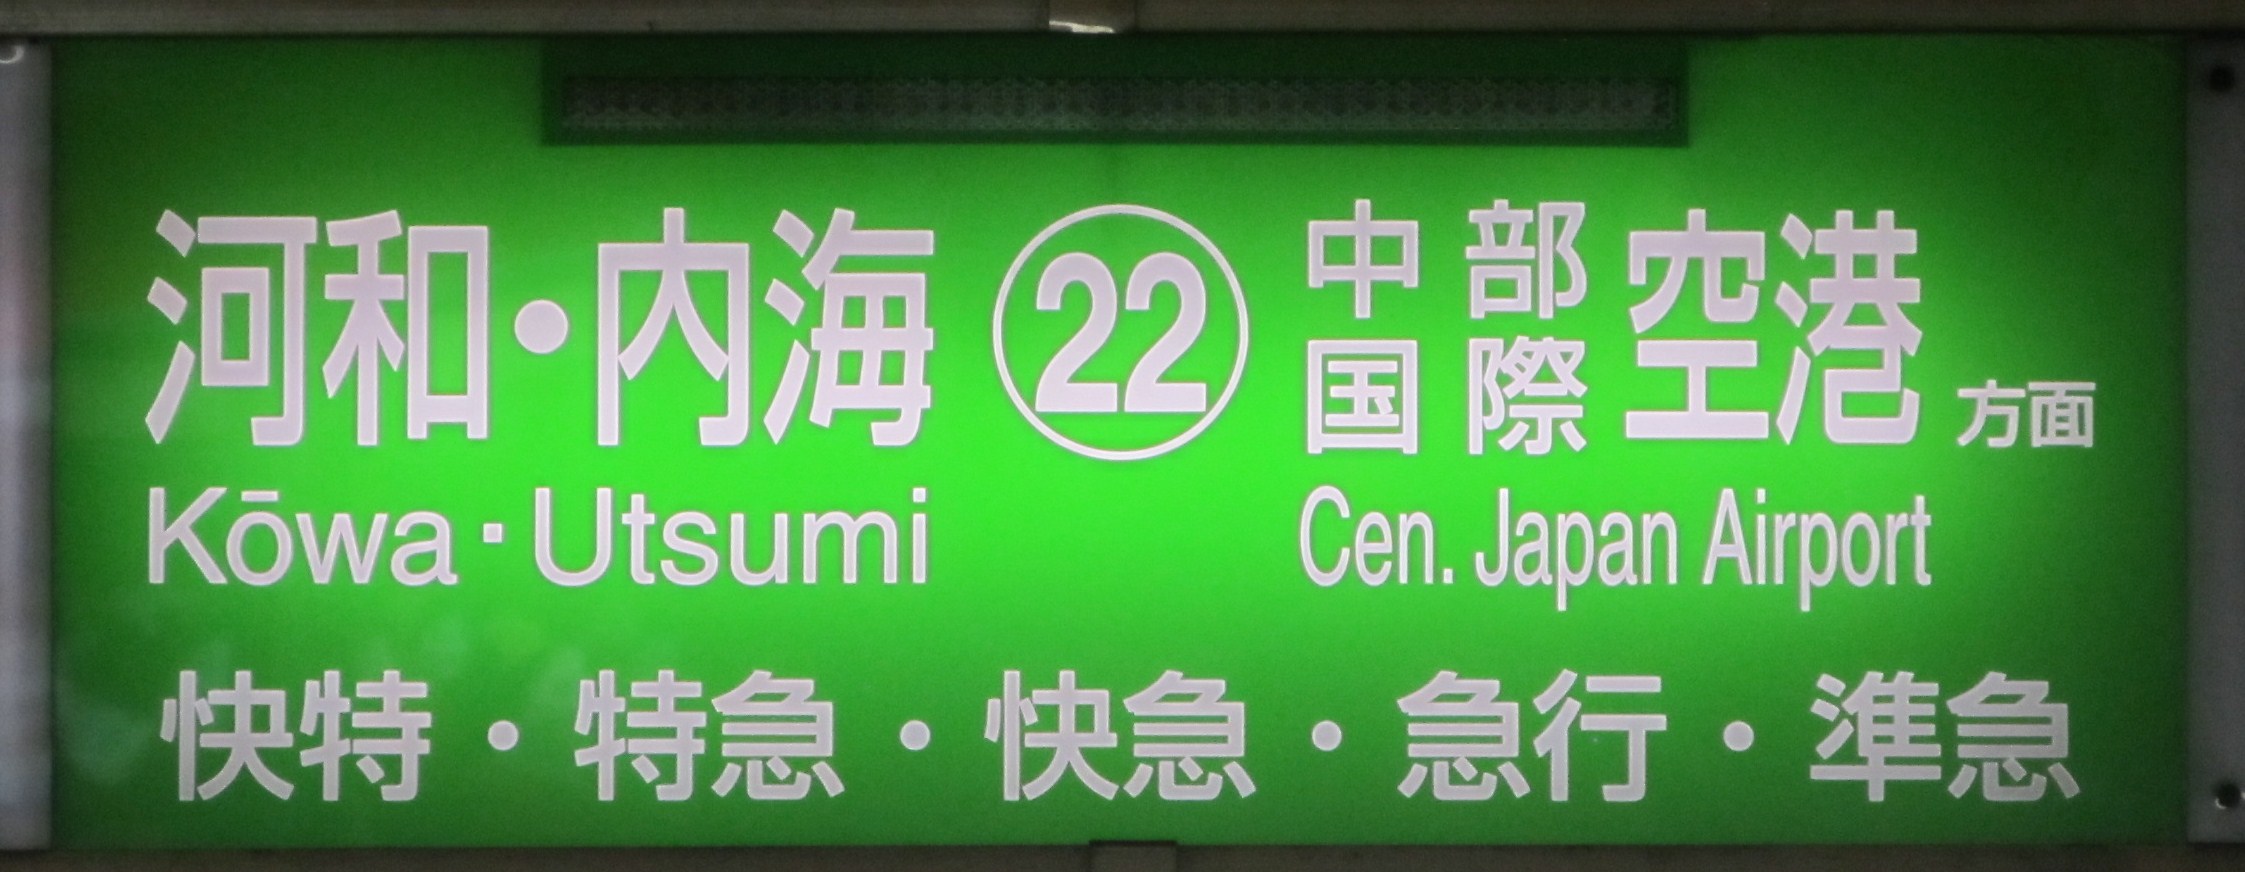 河和・内海 22 中部国際空港 方面
Kōwa・Utsumi Cen. Japan Airport
快特・特急・快急・急行・準急